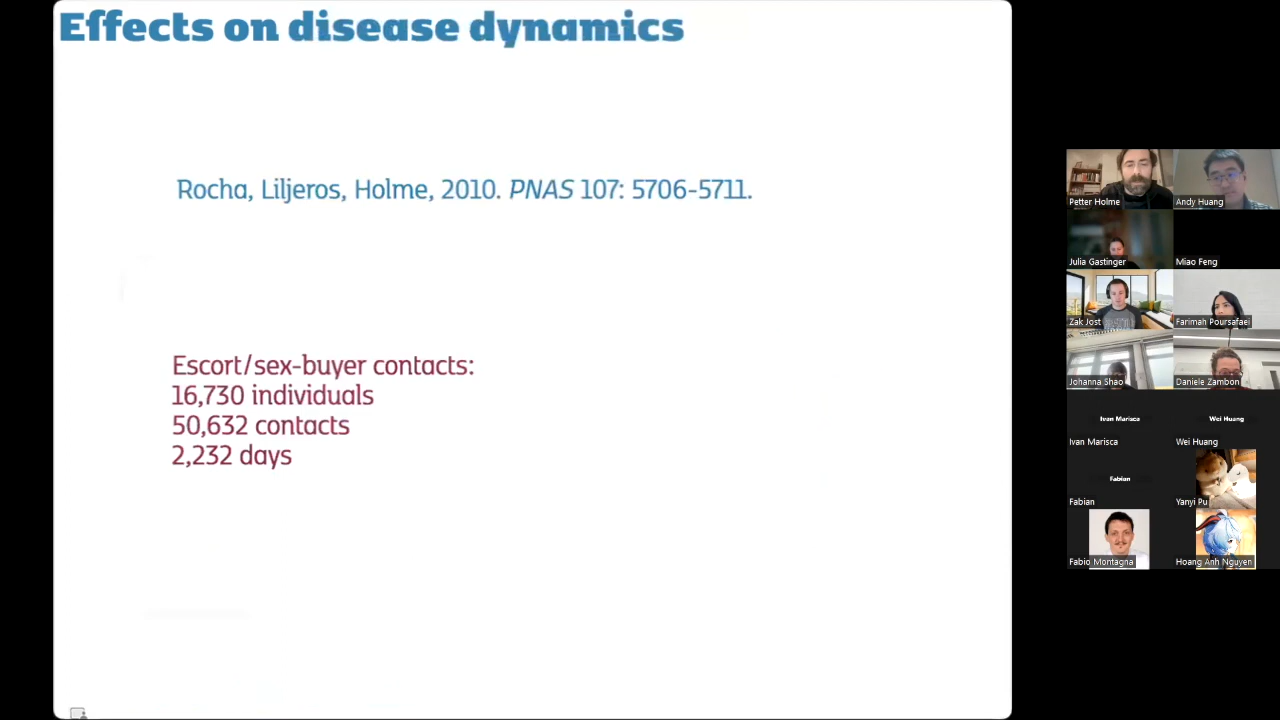 Effects on disease dynamics
Rocha, Liljeros, Holme, 2010. PNAS 107: 5706-5711.
Escort/sex-buyer contacts:
16,730 individuals
50,632 contacts
2,232 days
Petter Holme
Andy Huang
Julia Gastinger
Miao Feng
Zak Jost
Farimah Poursafaei
Johanna Shao
Daniele Zambon
Ivan Marisca
Wei Huang
Ivan Marisca
Wei Huang
Fabian
Fabian
Yanyi Pu
Fabio Montagna
Hoang Anh Nguyen